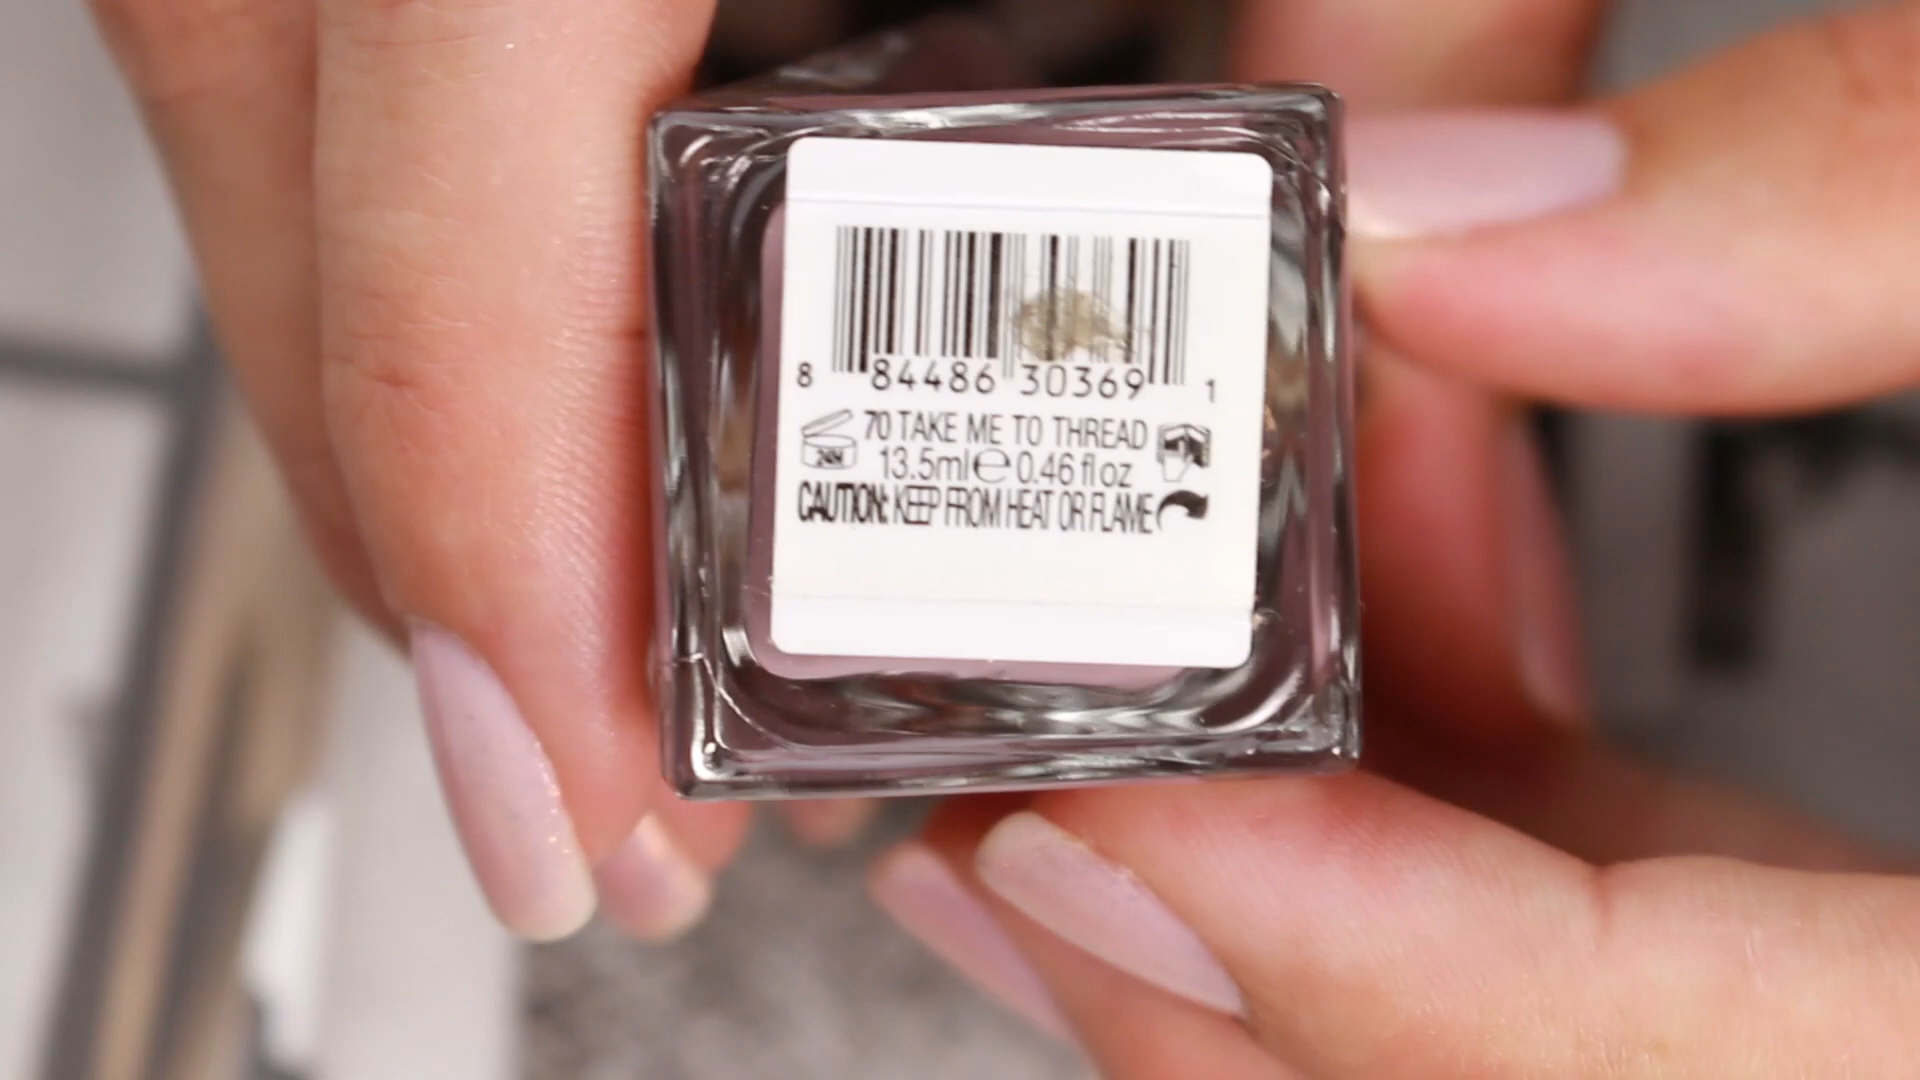 8 84486 30369 1
70 TAKE ME TO THREAD
13.5ml e 0.46 fl oz
24M
CAUTION: KEEP FROM HEAT OR FLAME